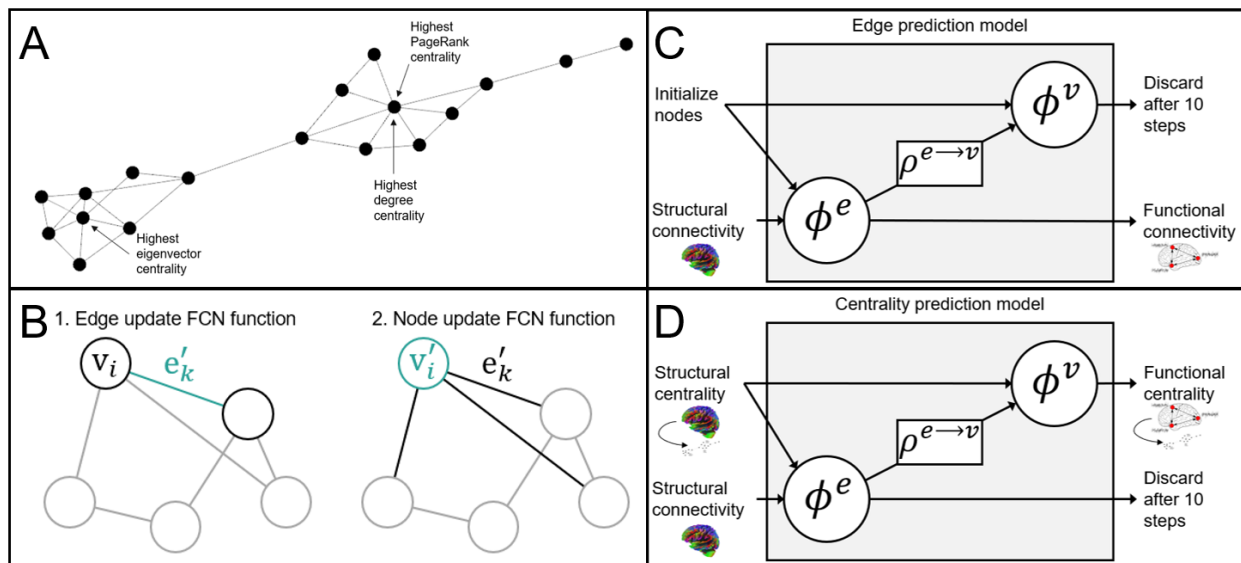 A
Highest
PageRank
centrality
Highest
degree
centrality
Highest
eigenvector
centrality
B
1. Edge update FCN function
v_i
e′_k
2. Node update FCN function
v′_i
e′_k
C
Edge prediction model
Initialize
nodes
ϕ^v
Discard
after 10
steps
ρ^{e→v}
Structural
connectivity
ϕ^e
Functional
connectivity
D
Centrality prediction model
Structural
centrality
ϕ^v
Functional
centrality
ρ^{e→v}
Structural
connectivity
ϕ^e
Discard
after 10
steps